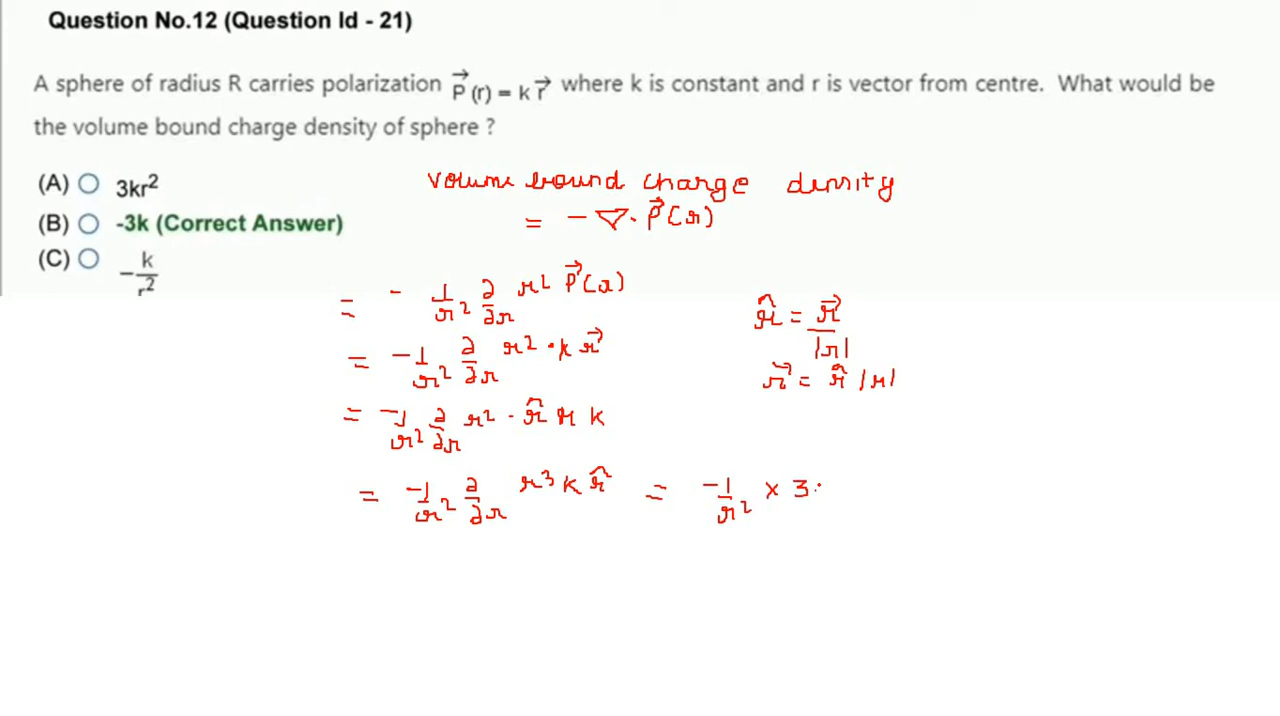 Question No.12 (Question Id - 21)
A sphere of radius R carries polarization P⃗(r) = k r⃗ where k is constant and r is vector from centre. What would be
the volume bound charge density of sphere ?
(A) 3kr²
(B) -3k (Correct Answer)
(C) -k/r²
Volume bound charge density
= - ∇ · P⃗(r)
= - 1/r² ∂/∂r r² P⃗(r)
= -1/r² ∂/∂r r² · k r⃗
= -1/r² ∂/∂r r² · r̂ r k
= -1/r² ∂/∂r r³ k r̂ = -1/r² × 3·
r̂ = r⃗/|r|
r⃗ = r̂ |r|